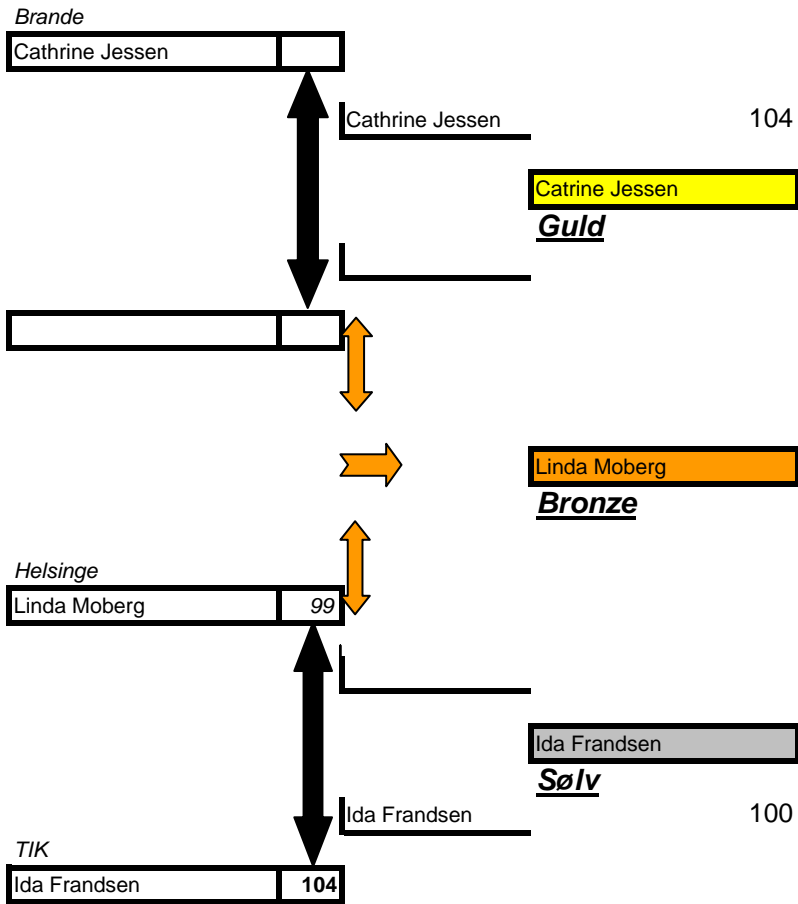 Brande
Cathrine Jessen
Cathrine Jessen 104
Catrine Jessen
Guld
Linda Moberg
Bronze
Helsinge
Linda Moberg 99
Ida Frandsen
Sølv
Ida Frandsen 100
TIK
Ida Frandsen 104